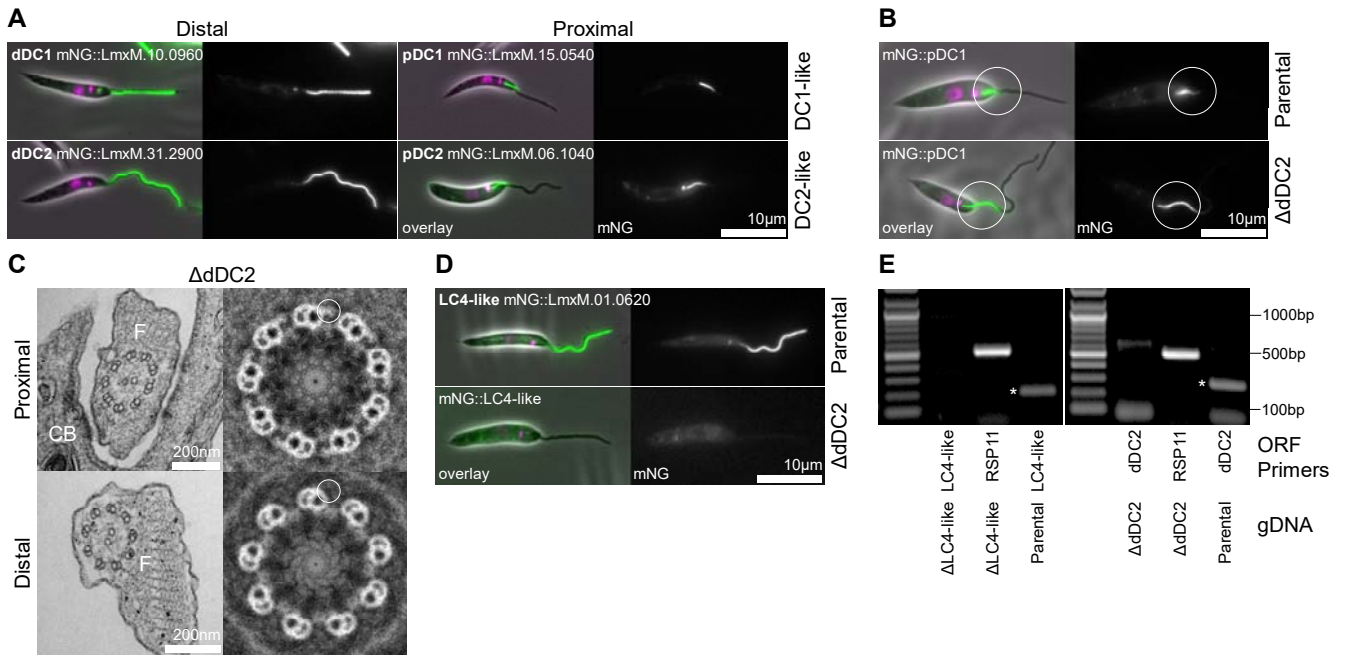 A
Distal
Proximal
dDC1 mNG::LmxM.10.0960
pDC1 mNG::LmxM.15.0540
DC1-like
dDC2 mNG::LmxM.31.2900
pDC2 mNG::LmxM.06.1040
DC2-like
overlay
mNG
10µm
B
mNG::pDC1
Parental
mNG::pDC1
ΔdDC2
overlay
mNG
10µm
C
ΔdDC2
Proximal
F
CB
200nm
Distal
F
200nm
D
LC4-like mNG::LmxM.01.0620
Parental
mNG::LC4-like
ΔdDC2
overlay
mNG
10µm
E
1000bp
500bp
*
*
100bp
LC4-like
RSP11
LC4-like
dDC2
RSP11
dDC2
ORF
Primers
ΔLC4-like
ΔLC4-like
Parental
ΔdDC2
ΔdDC2
Parental
gDNA